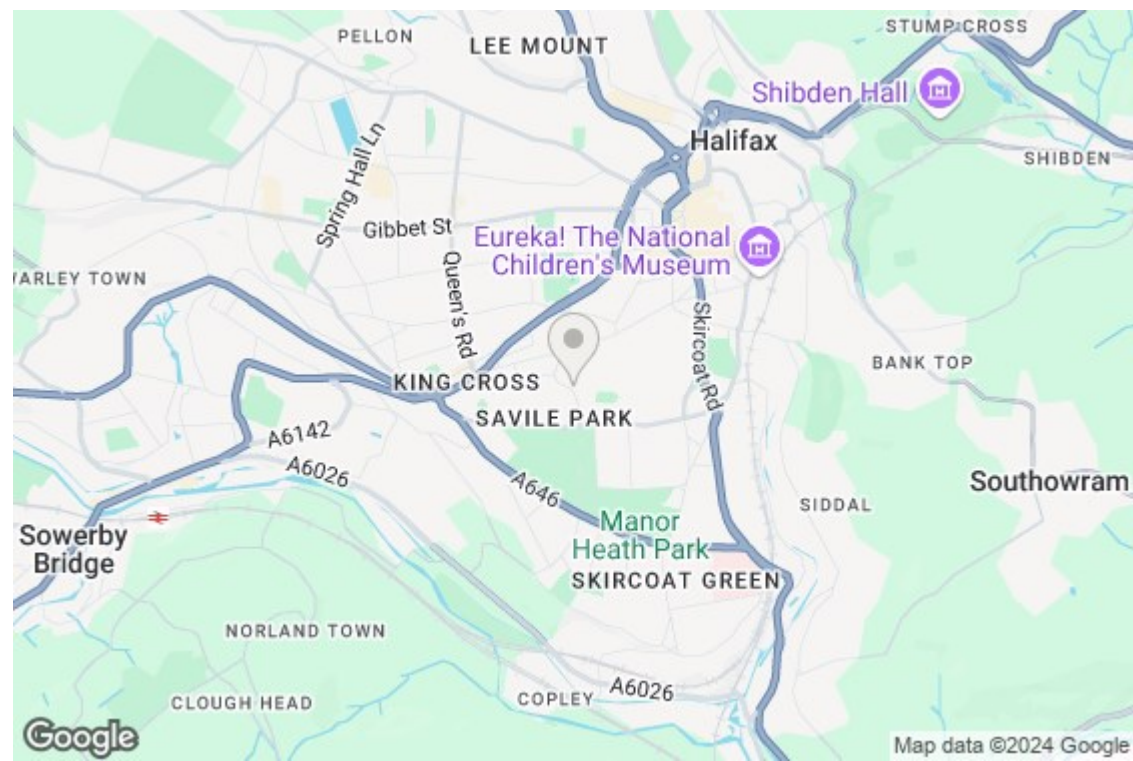 PELLON
LEE MOUNT
STUMP CROSS
Shibden Hall
Halifax
SHIBDEN
Spring Hall Ln
Gibbet St
Eureka! The National
Children's Museum
Queen's Rd
WARLEY TOWN
Skircoat Rd
BANK TOP
KING CROSS
SAVILE PARK
A6142
A6026
A646
Southowram
SIDDAL
Manor
Heath Park
Sowerby
Bridge
SKIRCOAT GREEN
NORLAND TOWN
A6026
COPLEY
CLOUGH HEAD
Google
Map data ©2024 Google